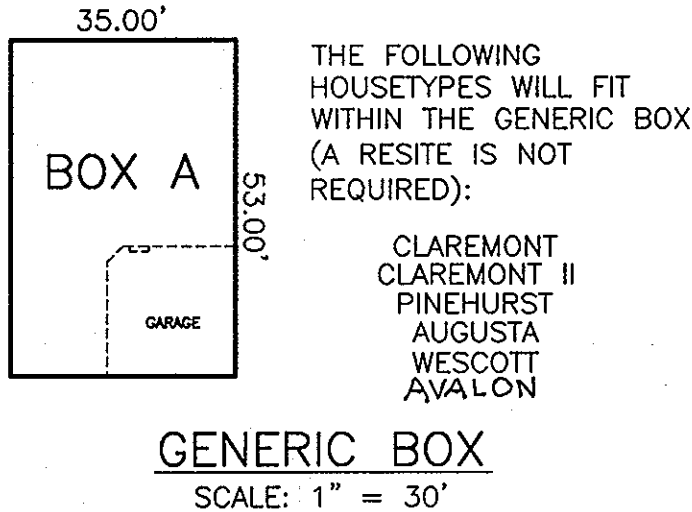 35.00'
THE FOLLOWING
HOUSETYPES WILL FIT
WITHIN THE GENERIC BOX
(A RESITE IS NOT
REQUIRED):
BOX A
53.00'
GARAGE
CLAREMONT
CLAREMONT II
PINEHURST
AUGUSTA
WESCOTT
AVALON
GENERIC BOX
SCALE: 1" = 30'